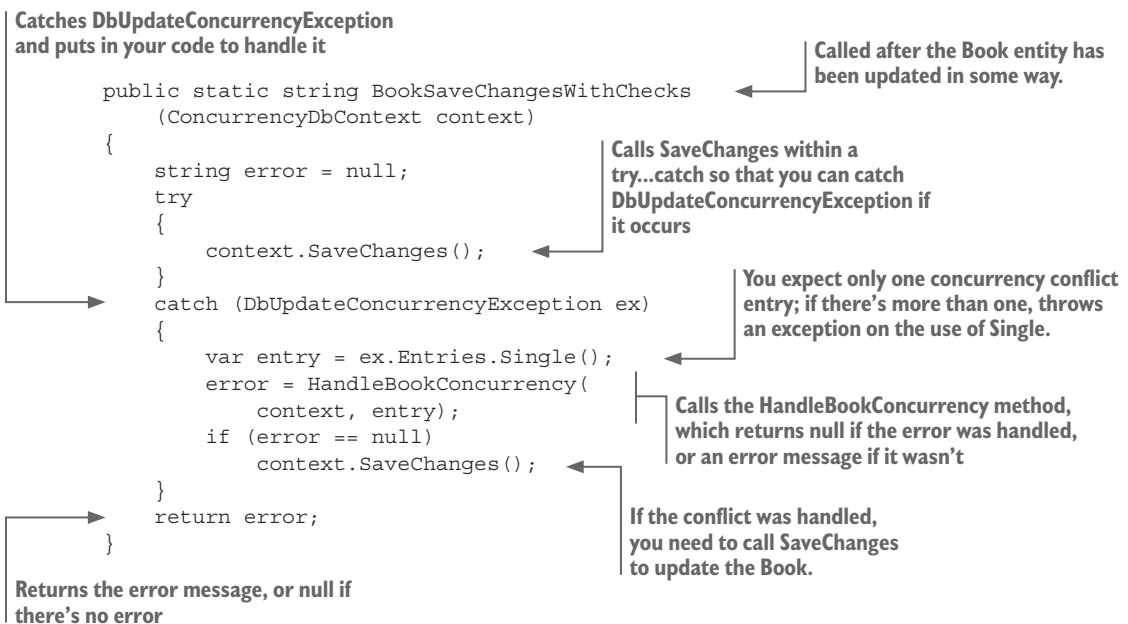 Catches DbUpdateConcurrencyException
and puts in your code to handle it
Called after the Book entity has
been updated in some way.
public static string BookSaveChangesWithChecks
(ConcurrencyDbContext context)
{
Calls SaveChanges within a
try...catch so that you can catch
DbUpdateConcurrencyException if
it occurs
string error = null;
try
{
context.SaveChanges();
}
You expect only one concurrency conflict
entry; if there's more than one, throws
an exception on the use of Single.
catch (DbUpdateConcurrencyException ex)
{
var entry = ex.Entries.Single();
error = HandleBookConcurrency(
context, entry);
Calls the HandleBookConcurrency method,
which returns null if the error was handled,
or an error message if it wasn't
if (error == null)
context.SaveChanges();
}
If the conflict was handled,
you need to call SaveChanges
to update the Book.
return error;
}
Returns the error message, or null if
there's no error